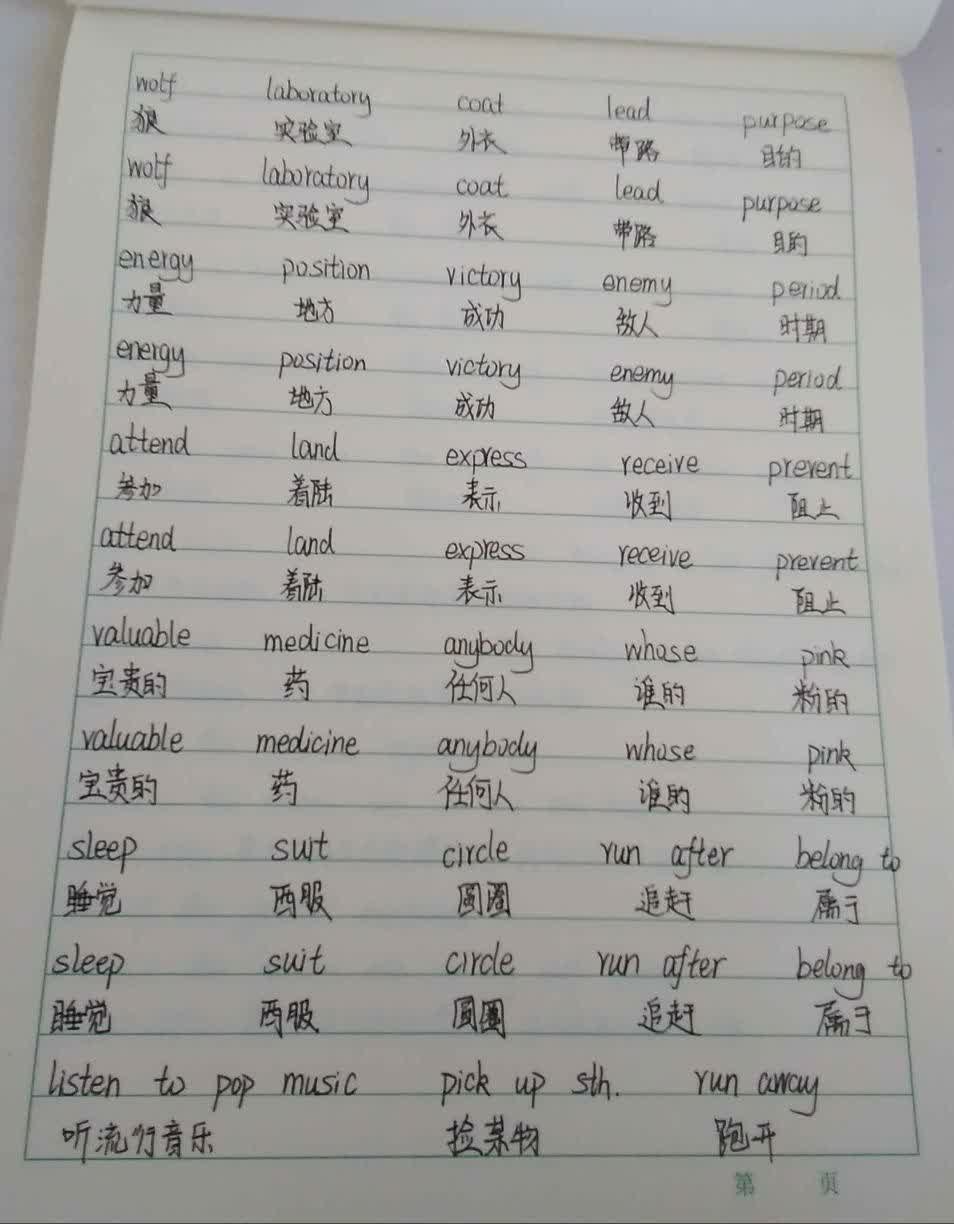 wolf laboratory coat lead purpose
狼 实验室 外衣 带路 目的
wolf laboratory coat lead purpose
狼 实验室 外衣 带路 目的
energy position victory enemy period
力量 地方 成功 敌人 时期
energy position victory enemy period
力量 地方 成功 敌人 时期
attend land express receive prevent
参加 着陆 表示 收到 阻止
attend land express receive prevent
参加 着陆 表示 收到 阻止
valuable medicine anybody whose pink
宝贵的 药 任何人 谁的 粉的
valuable medicine anybody whose pink
宝贵的 药 任何人 谁的 粉的
sleep suit circle run after belong to
睡觉 西服 圆圈 追赶 属于
sleep suit circle run after belong to
睡觉 西服 圆圈 追赶 属于
listen to pop music pick up sth. run away
听流行音乐 捡某物 跑开
第 页